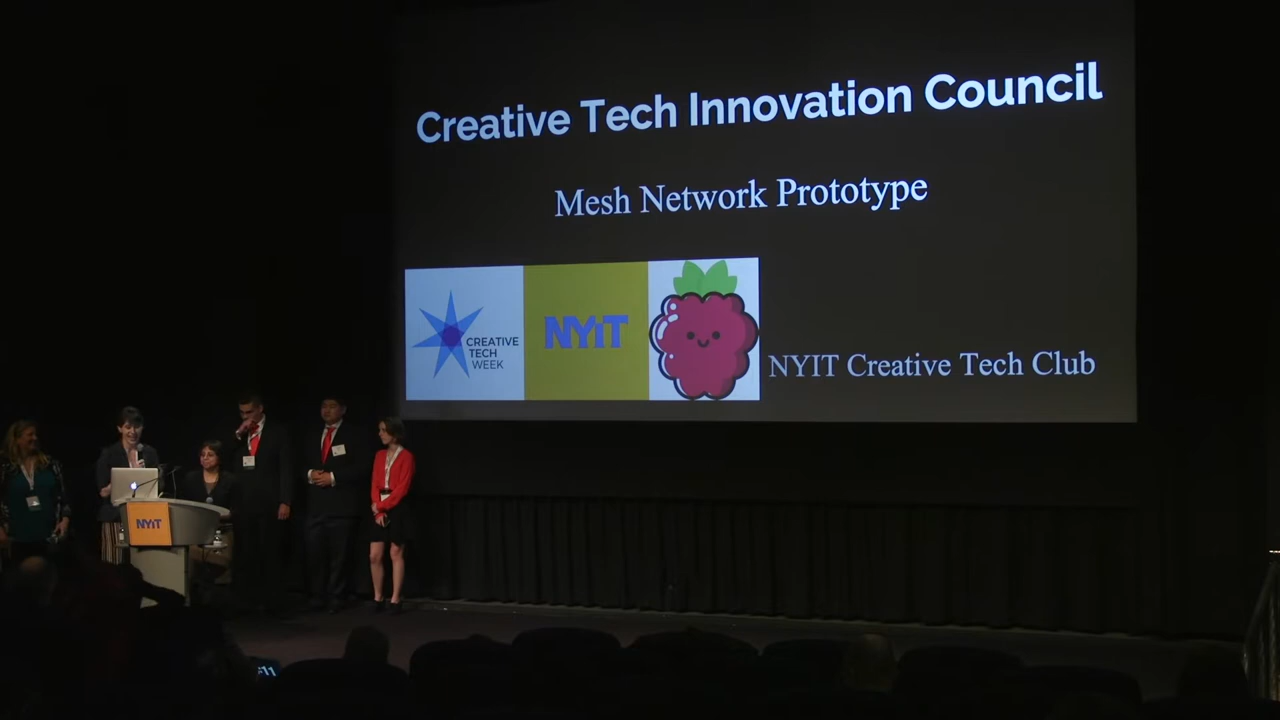 Creative Tech Innovation Council
Mesh Network Prototype
CREATIVE
TECH
WEEK
NYiT
NYIT Creative Tech Club
NYiT